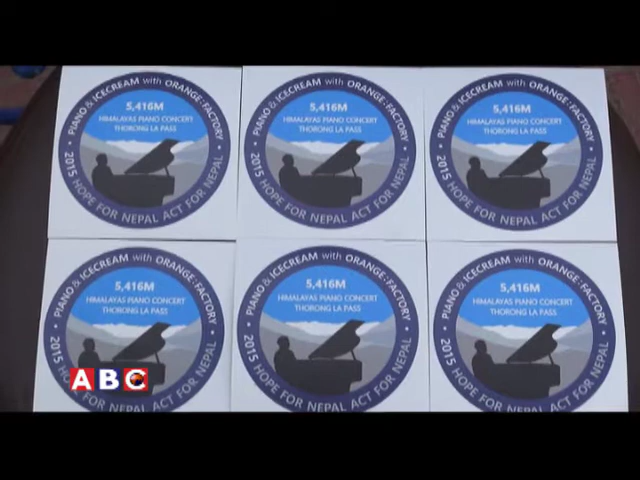 PIANO & ICECREAM with ORANGE:FACTORY
5,416M
HIMALAYAS PIANO CONCERT
THORONG LA PASS
2015 HOPE FOR NEPAL ACT FOR NEPAL
PIANO & ICECREAM with ORANGE:FACTORY
5,416M
HIMALAYAS PIANO CONCERT
THORONG LA PASS
2015 HOPE FOR NEPAL ACT FOR NEPAL
PIANO & ICECREAM with ORANGE:FACTORY
5,416M
HIMALAYAS PIANO CONCERT
THORONG LA PASS
2015 HOPE FOR NEPAL ACT FOR NEPAL
PIANO & ICECREAM with ORANGE:FACTORY
5,416M
HIMALAYAS PIANO CONCERT
THORONG LA PASS
2015 HOPE FOR NEPAL ACT FOR NEPAL
PIANO & ICECREAM with ORANGE:FACTORY
5,416M
HIMALAYAS PIANO CONCERT
THORONG LA PASS
2015 HOPE FOR NEPAL ACT FOR NEPAL
PIANO & ICECREAM with ORANGE:FACTORY
5,416M
HIMALAYAS PIANO CONCERT
THORONG LA PASS
2015 HOPE FOR NEPAL ACT FOR NEPAL
ABC